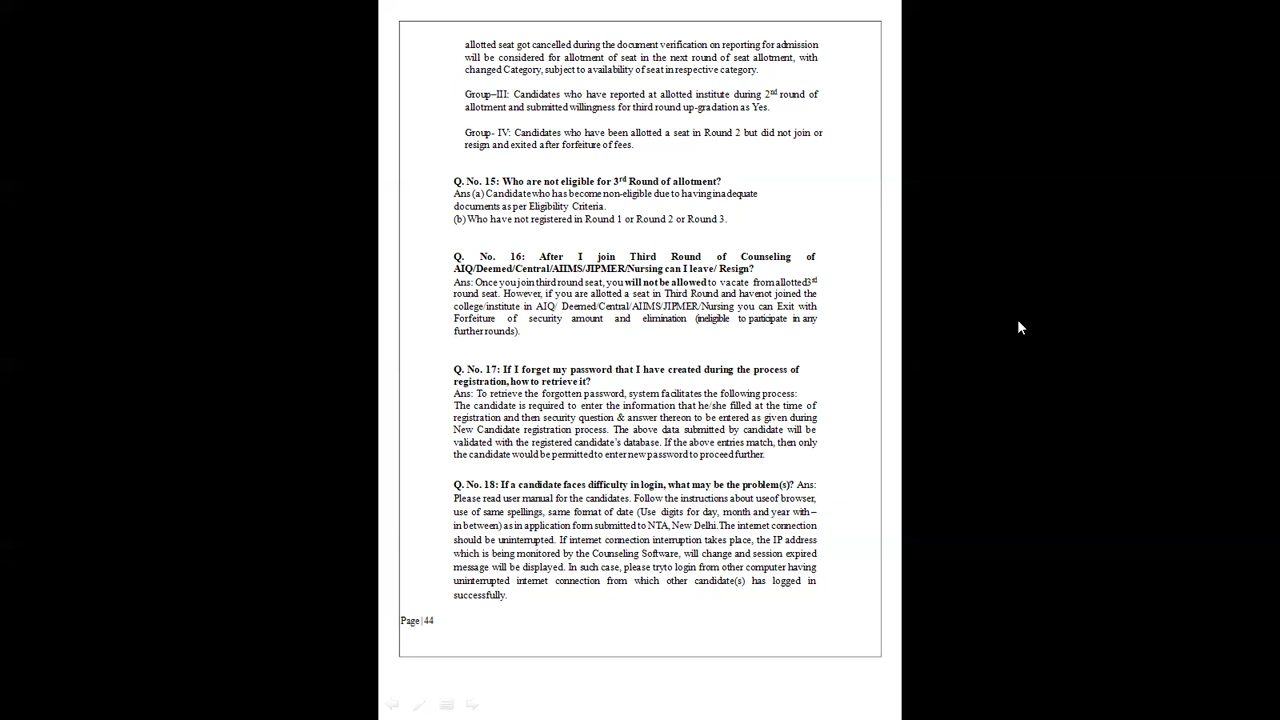 allotted seat got cancelled during the document verification on reporting for admission
will be considered for allotment of seat in the next round of seat allotment, with
changed Category, subject to availability of seat in respective category.
Group–III: Candidates who have reported at allotted institute during 2nd round of
allotment and submitted willingness for third round up-gradation as Yes.
Group- IV: Candidates who have been allotted a seat in Round 2 but did not join or
resign and exited after forfeiture of fees.
Q. No. 15: Who are not eligible for 3rd Round of allotment?
Ans (a) Candidate who has become non-eligible due to having inadequate
documents as per Eligibility Criteria.
(b) Who have not registered in Round 1 or Round 2 or Round 3.
Q. No. 16: After I join Third Round of Counseling of
AIQ/Deemed/Central/AIIMS/JIPMER/Nursing can I leave/ Resign?
Ans: Once you join third round seat, you will not be allowed to vacate from allotted 3rd
round seat. However, if you are allotted a seat in Third Round and have not joined the
college/institute in AIQ/ Deemed/Central/AIIMS/JIPMER/Nursing you can Exit with
Forfeiture of security amount and elimination (ineligible to participate in any
further rounds).
Q. No. 17: If I forget my password that I have created during the process of
registration, how to retrieve it?
Ans: To retrieve the forgotten password, system facilitates the following process:
The candidate is required to enter the information that he/she filled at the time of
registration and then security question & answer thereon to be entered as given during
New Candidate registration process. The above data submitted by candidate will be
validated with the registered candidate's database. If the above entries match, then only
the candidate would be permitted to enter new password to proceed further.
Q. No. 18: If a candidate faces difficulty in login, what may be the problem(s)? Ans:
Please read user manual for the candidates. Follow the instructions about use of browser,
use of same spellings, same format of date (Use digits for day, month and year with –
in between) as in application form submitted to NTA, New Delhi. The internet connection
should be uninterrupted. If internet connection interruption takes place, the IP address
which is being monitored by the Counseling Software, will change and session expired
message will be displayed. In such case, please try to login from other computer having
uninterrupted internet connection from which other candidate(s) has logged in
successfully.
Page | 44